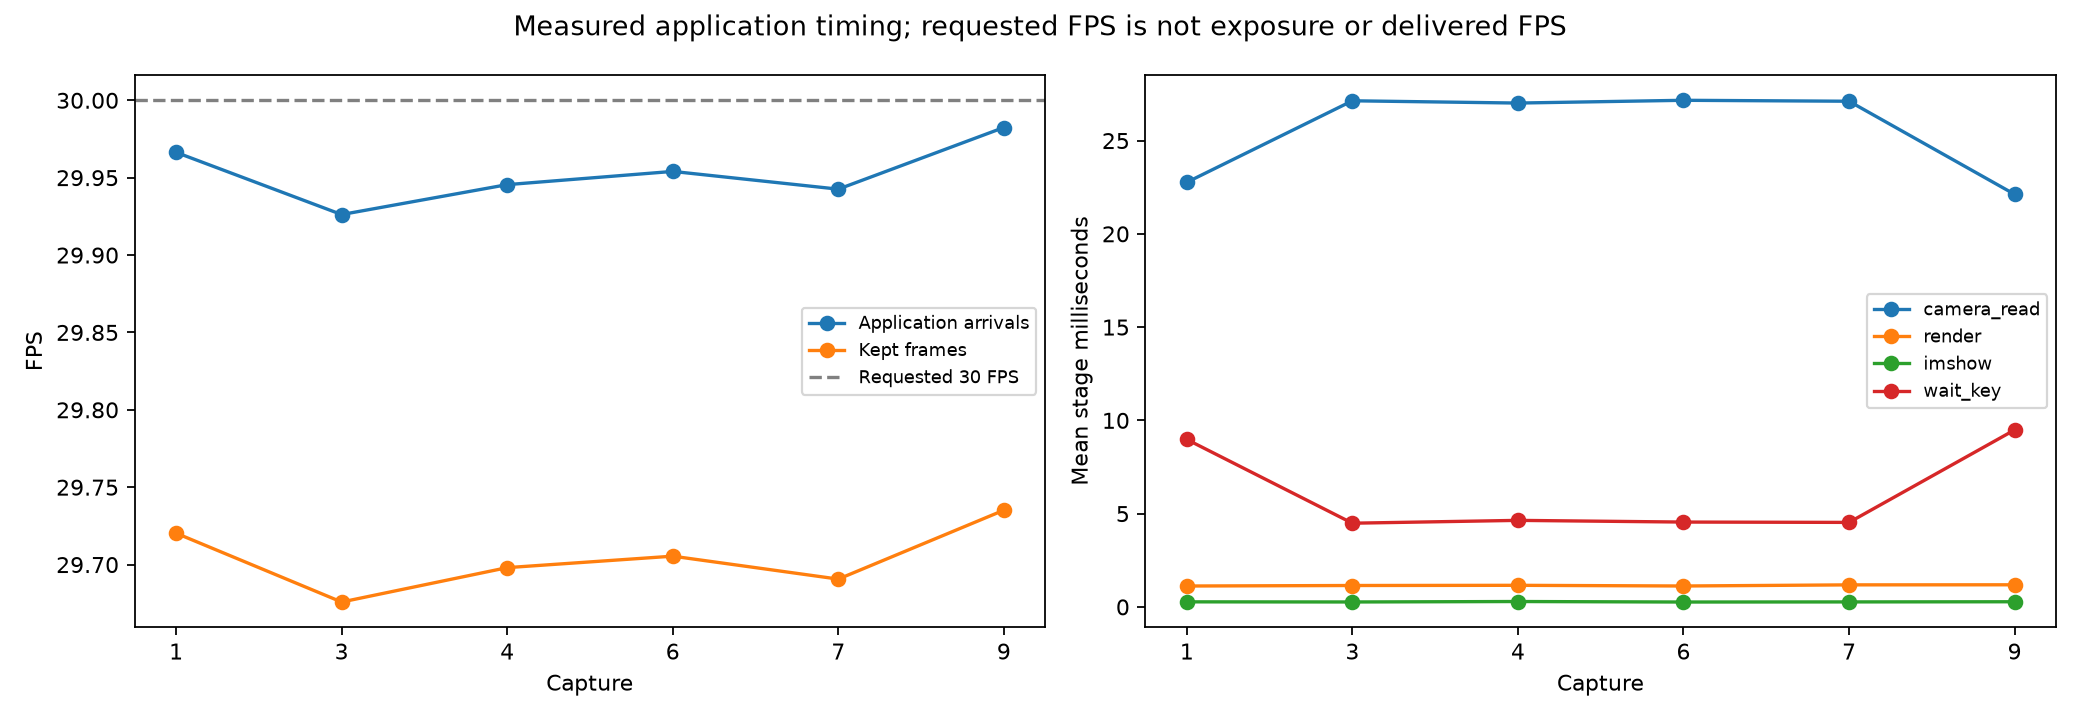 Measured application timing; requested FPS is not exposure or delivered FPS
FPS
30.00
29.95
29.90
29.85
29.80
29.75
29.70
Application arrivals
Kept frames
Requested 30 FPS
1 3 4 6 7 9
Capture
Mean stage milliseconds
25
20
15
10
5
0
camera_read
render
imshow
wait_key
1 3 4 6 7 9
Capture